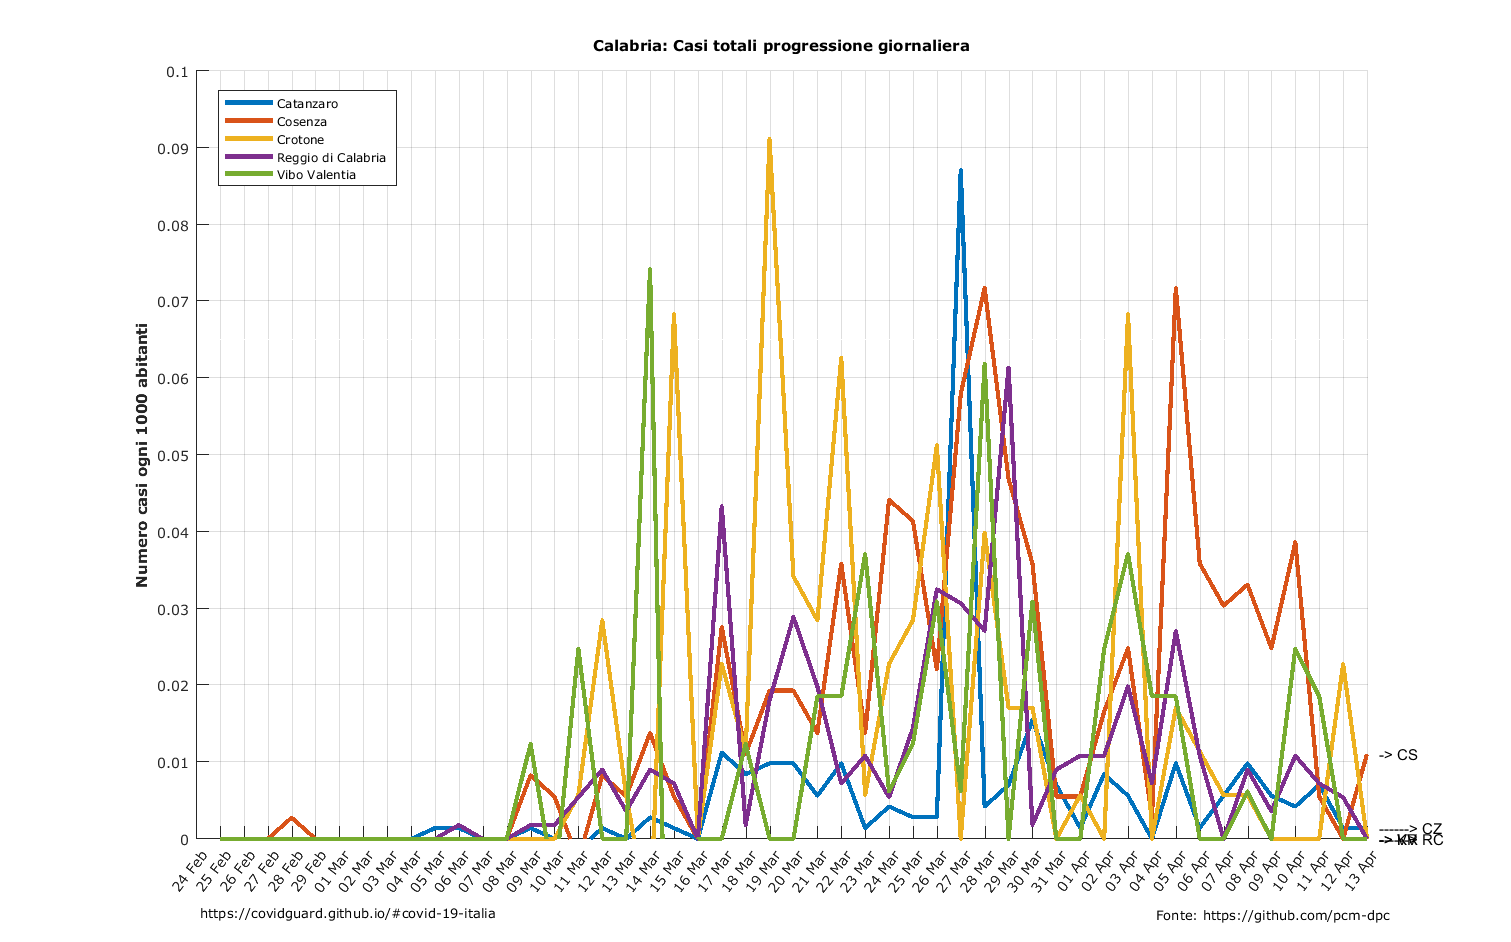 Calabria: Casi totali progressione giornaliera
0.1
0.09
0.08
0.07
0.06
0.05
0.04
0.03
0.02
0.01
0
Numero casi ogni 1000 abitanti
Catanzaro
Cosenza
Crotone
Reggio di Calabria
Vibo Valentia
-> CS
------> CZ
RC
24 Feb
25 Feb
26 Feb
27 Feb
28 Feb
29 Feb
01 Mar
02 Mar
03 Mar
04 Mar
05 Mar
06 Mar
07 Mar
08 Mar
09 Mar
10 Mar
11 Mar
12 Mar
13 Mar
14 Mar
15 Mar
16 Mar
17 Mar
18 Mar
19 Mar
20 Mar
21 Mar
22 Mar
23 Mar
24 Mar
25 Mar
26 Mar
27 Mar
28 Mar
29 Mar
30 Mar
31 Mar
01 Apr
02 Apr
03 Apr
04 Apr
05 Apr
06 Apr
07 Apr
08 Apr
09 Apr
10 Apr
11 Apr
12 Apr
13 Apr
https://covidguard.github.io/#covid-19-italia
Fonte: https://github.com/pcm-dpc